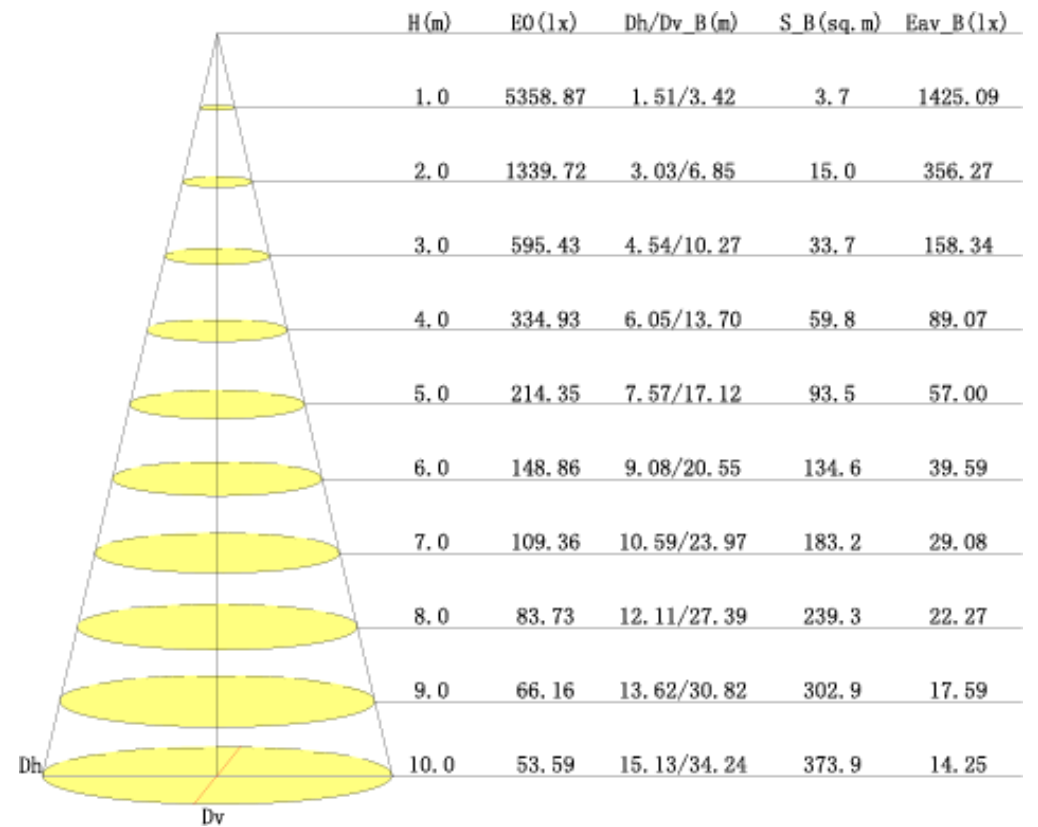 H(m) E0(lx) Dh/Dv_B(m) S_B(sq.m) Eav_B(lx)
1.0 5358.87 1.51/3.42 3.7 1425.09
2.0 1339.72 3.03/6.85 15.0 356.27
3.0 595.43 4.54/10.27 33.7 158.34
4.0 334.93 6.05/13.70 59.8 89.07
5.0 214.35 7.57/17.12 93.5 57.00
6.0 148.86 9.08/20.55 134.6 39.59
7.0 109.36 10.59/23.97 183.2 29.08
8.0 83.73 12.11/27.39 239.3 22.27
9.0 66.16 13.62/30.82 302.9 17.59
Dh 10.0 53.59 15.13/34.24 373.9 14.25
Dv